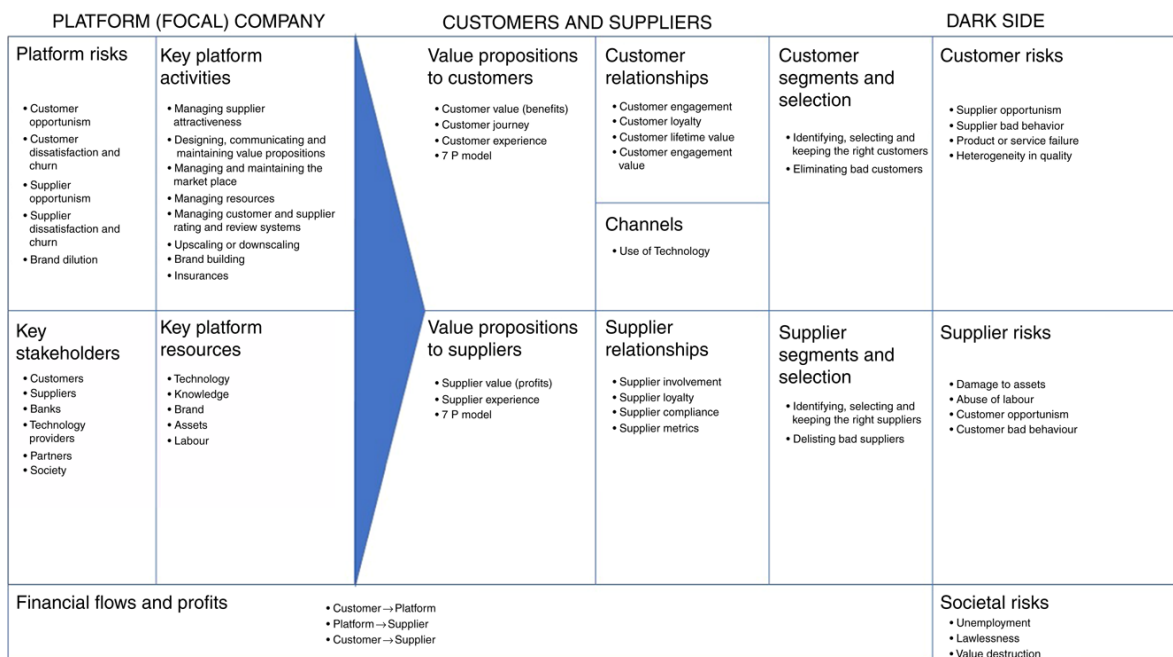 PLATFORM (FOCAL) COMPANY
CUSTOMERS AND SUPPLIERS
DARK SIDE
Platform risks
• Customer
opportunism
• Customer
dissatisfaction and
churn
• Supplier
opportunism
• Supplier
dissatisfaction and
churn
• Brand dilution
Key platform
activities
• Managing supplier
attractiveness
• Designing, communicating and
maintaining value propositions
• Managing and maintaining the
market place
• Managing resources
• Managing customer and supplier
rating and review systems
• Upscaling or downscaling
• Brand building
• Insurances
Value propositions
to customers
• Customer value (benefits)
• Customer journey
• Customer experience
• 7 P model
Customer
relationships
• Customer engagement
• Customer loyalty
• Customer lifetime value
• Customer engagement
value
Channels
• Use of Technology
Customer
segments and
selection
• Identifying, selecting and
keeping the right customers
• Eliminating bad customers
Customer risks
• Supplier opportunism
• Supplier bad behavior
• Product or service failure
• Heterogeneity in quality
Key
stakeholders
• Customers
• Suppliers
• Banks
• Technology
providers
• Partners
• Society
Key platform
resources
• Technology
• Knowledge
• Brand
• Assets
• Labour
Value propositions
to suppliers
• Supplier value (profits)
• Supplier experience
• 7 P model
Supplier
relationships
• Supplier involvement
• Supplier loyalty
• Supplier compliance
• Supplier metrics
Supplier
segments and
selection
• Identifying, selecting and
keeping the right suppliers
• Delisting bad suppliers
Supplier risks
• Damage to assets
• Abuse of labour
• Customer opportunism
• Customer bad behaviour
Financial flows and profits
• Customer→Platform
• Platform→Supplier
• Customer→Supplier
Societal risks
• Unemployment
• Lawlessness
• Value destruction